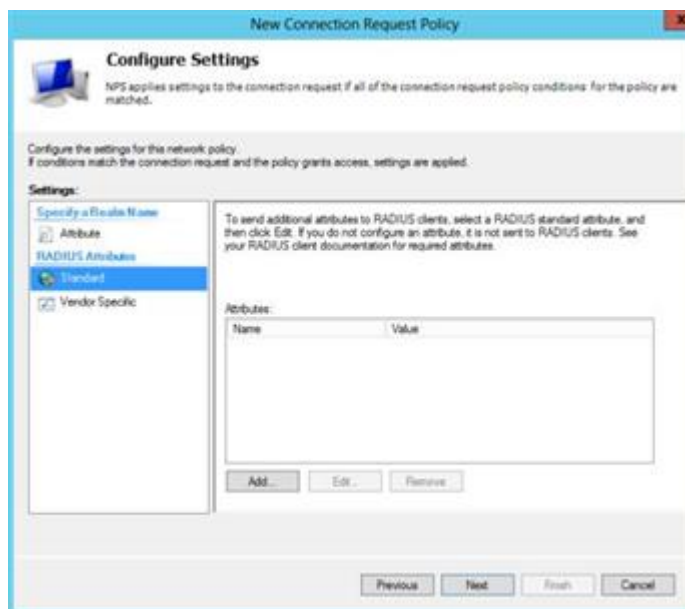 New Connection Request Policy
X
Configure Settings
NPS applies settings to the connection request if all of the connection request policy conditions for the policy are
matched.
Configure the settings for this network policy.
If conditions match the connection request and the policy grants access, settings are applied.
Settings:
Specify a Realm Name
Attribute
RADIUS Attributes
Standard
Vendor Specific
To send additional attributes to RADIUS clients, select a RADIUS standard attribute, and
then click Edit. If you do not configure an attribute, it is not sent to RADIUS clients. See
your RADIUS client documentation for required attributes.
Attributes:
Name Value
Add... Edit... Remove
Previous Next Finish Cancel